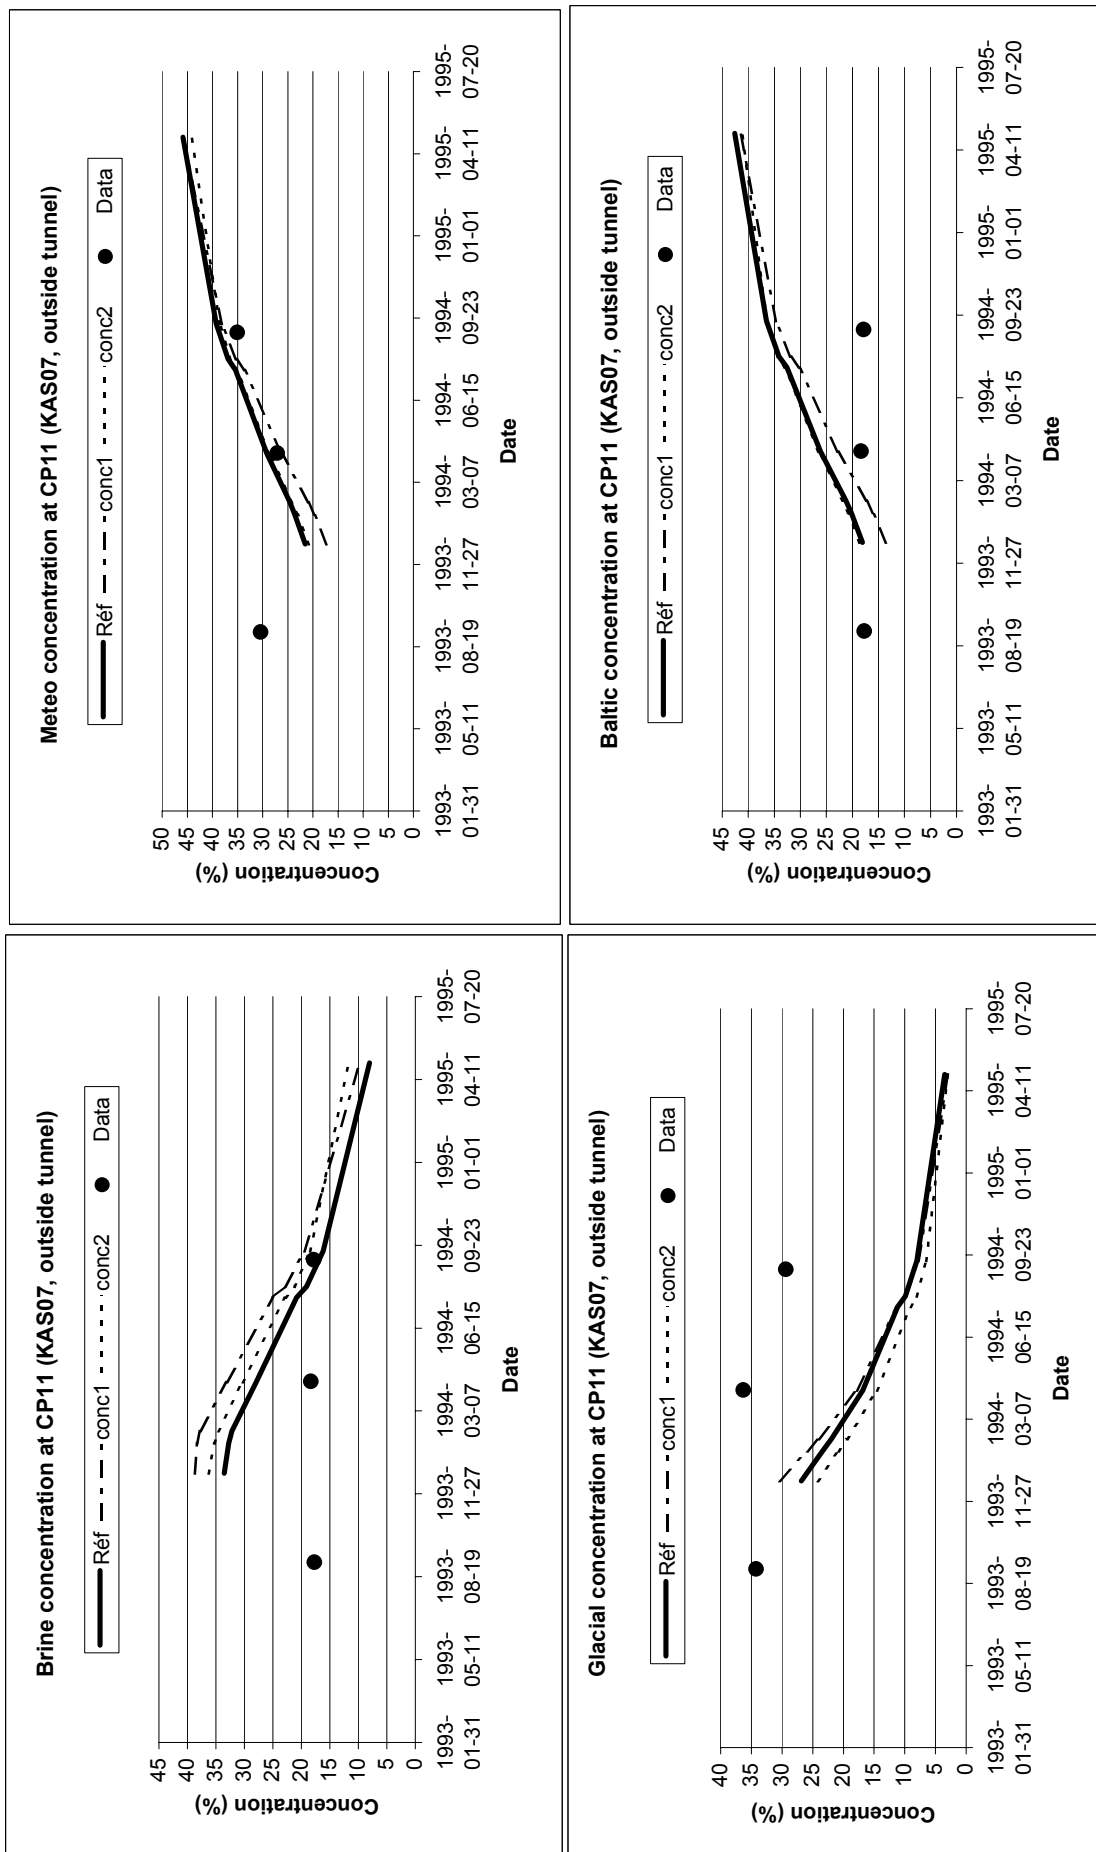 Brine concentration at CP11 (KAS07, outside tunnel)
Réf conc1 conc2 Data
45
40
35
30
25
20
15
10
5
0
Concentration (%)
1993- 1993- 1993- 1993- 1994- 1994- 1994- 1995- 1995- 1995-
01-31 05-11 08-19 11-27 03-07 06-15 09-23 01-01 04-11 07-20
Date
Meteo concentration at CP11 (KAS07, outside tunnel)
Réf conc1 conc2 Data
50
45
40
35
30
25
20
15
10
5
0
Concentration (%)
1993- 1993- 1993- 1993- 1994- 1994- 1994- 1995- 1995- 1995-
01-31 05-11 08-19 11-27 03-07 06-15 09-23 01-01 04-11 07-20
Date
Glacial concentration at CP11 (KAS07, outside tunnel)
Réf conc1 conc2 Data
40
35
30
25
20
15
10
5
0
Concentration (%)
1993- 1993- 1993- 1993- 1994- 1994- 1994- 1995- 1995- 1995-
01-31 05-11 08-19 11-27 03-07 06-15 09-23 01-01 04-11 07-20
Date
Baltic concentration at CP11 (KAS07, outside tunnel)
Réf conc1 conc2 Data
45
40
35
30
25
20
15
10
5
0
Concentration (%)
1993- 1993- 1993- 1993- 1994- 1994- 1994- 1995- 1995- 1995-
01-31 05-11 08-19 11-27 03-07 06-15 09-23 01-01 04-11 07-20
Date